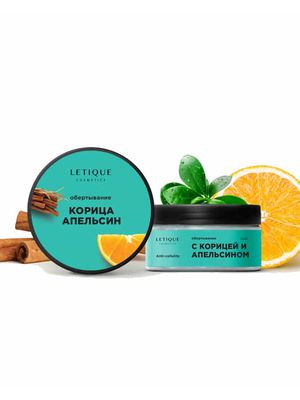 LETIQUE
COSMETICS
обертывание
КОРИЦА
АПЕЛЬСИН
LETIQUE
COSMETICS
обертывание
С КОРИЦЕЙ И
АПЕЛЬСИНОМ
Anti-cellulite